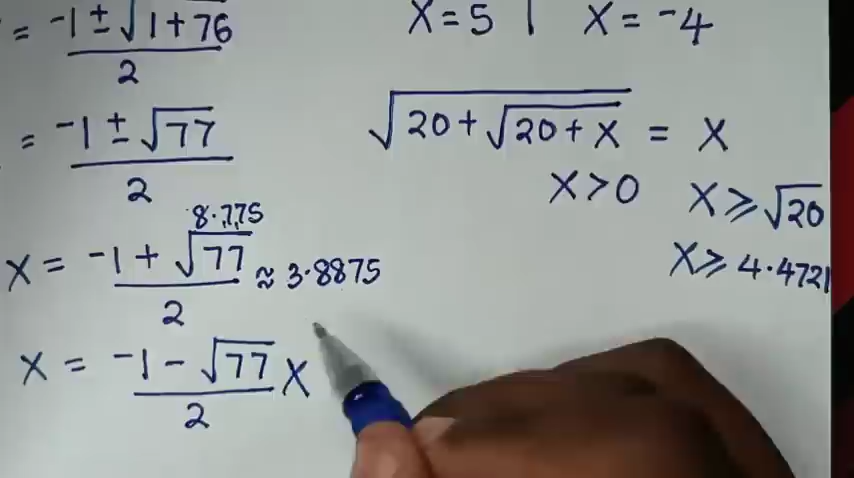 = (-1 ± √(1+76))/2
X = 5 | X = -4
= (-1 ± √77)/2
√(20 + √(20 + X)) = X
X > 0
X ⩾ √20
8.775
X = (-1 + √77)/2 ≈ 3.8875
X ⩾ 4.4721
X = (-1 - √77)/2 X